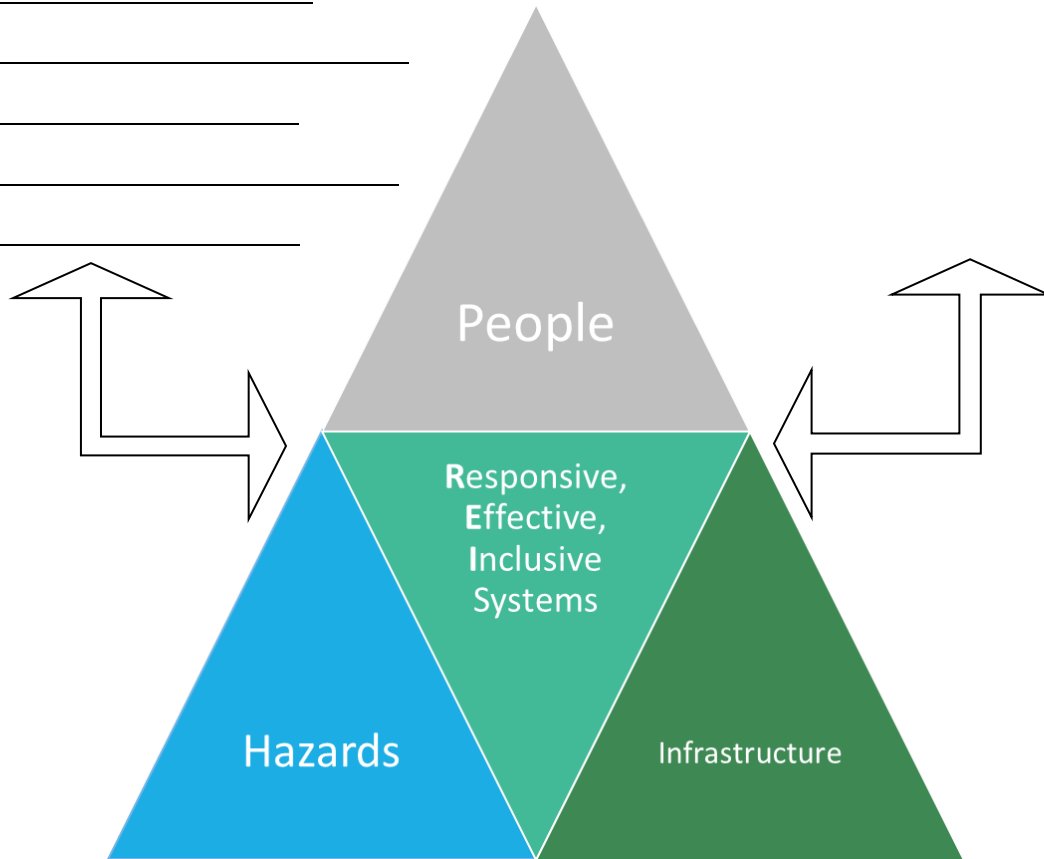 People
Responsive,
Effective,
Inclusive
Systems
Hazards
Infrastructure